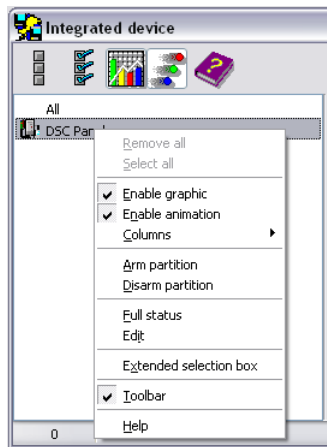 Integrated device
All
DSC Panel
Remove all
Select all
Enable graphic
Enable animation
Columns
Arm partition
Disarm partition
Full status
Edit
Extended selection box
Toolbar
Help
0